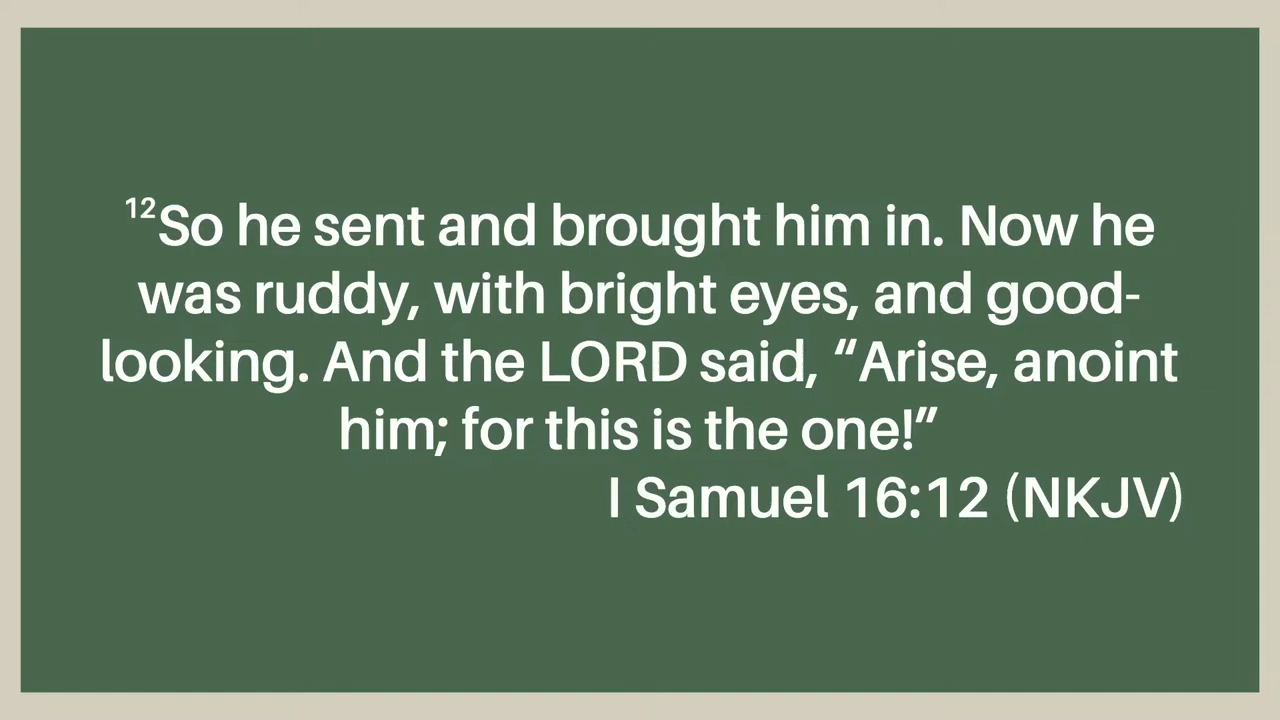 ¹²So he sent and brought him in. Now he
was ruddy, with bright eyes, and good-
looking. And the LORD said, “Arise, anoint
him; for this is the one!”
I Samuel 16:12 (NKJV)